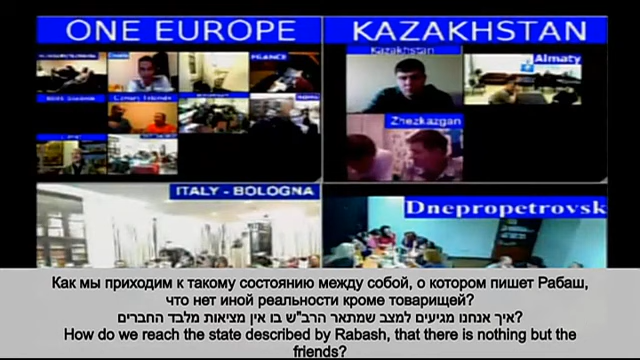 ONE EUROPE
KAZAKHSTAN
Kazakhstan
Almaty
FRANCE
Zhezkazgan
ITALY - BOLOGNA
Dnepropetrovsk
Как мы приходим к такому состоянию между собой, о котором пишет Рабаш,
что нет иной реальности кроме товарищей?
איך אנחנו מגיעים למצב שמתאר הרב"ש בו אין מציאות מלבד החברים?
How do we reach the state described by Rabash, that there is nothing but the
friends?